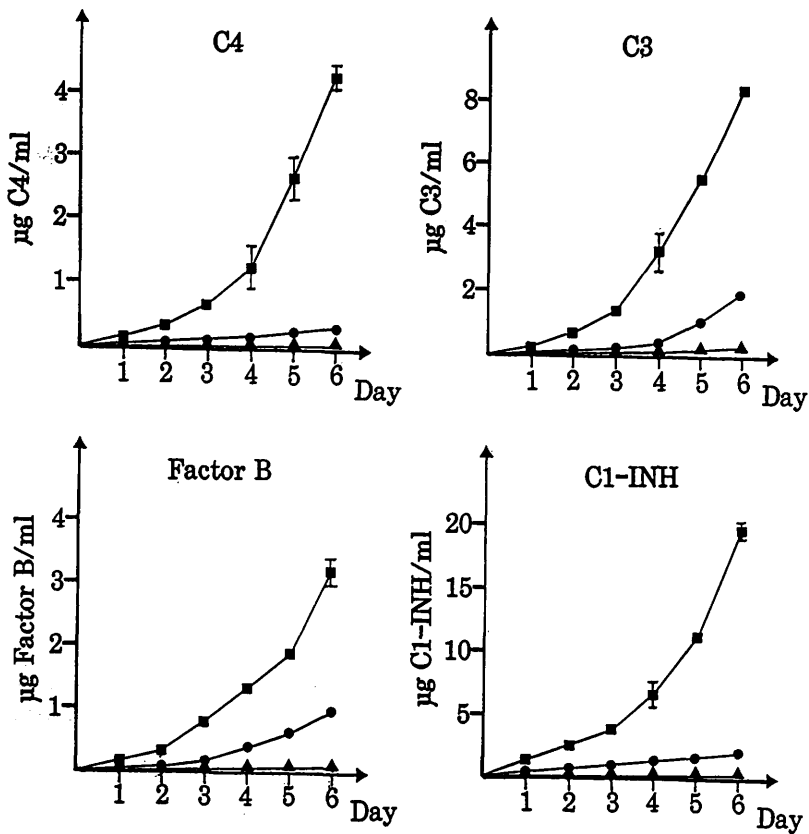 C4
µg C4/ml
4
3
2
1
1 2 3 4 5 6
Day
C3
µg C3/ml
8
6
4
2
1 2 3 4 5 6
Day
Factor B
µg Factor B/ml
4
3
2
1
1 2 3 4 5 6
Day
C1-INH
µg C1-INH/ml
20
15
10
5
1 2 3 4 5 6
Day